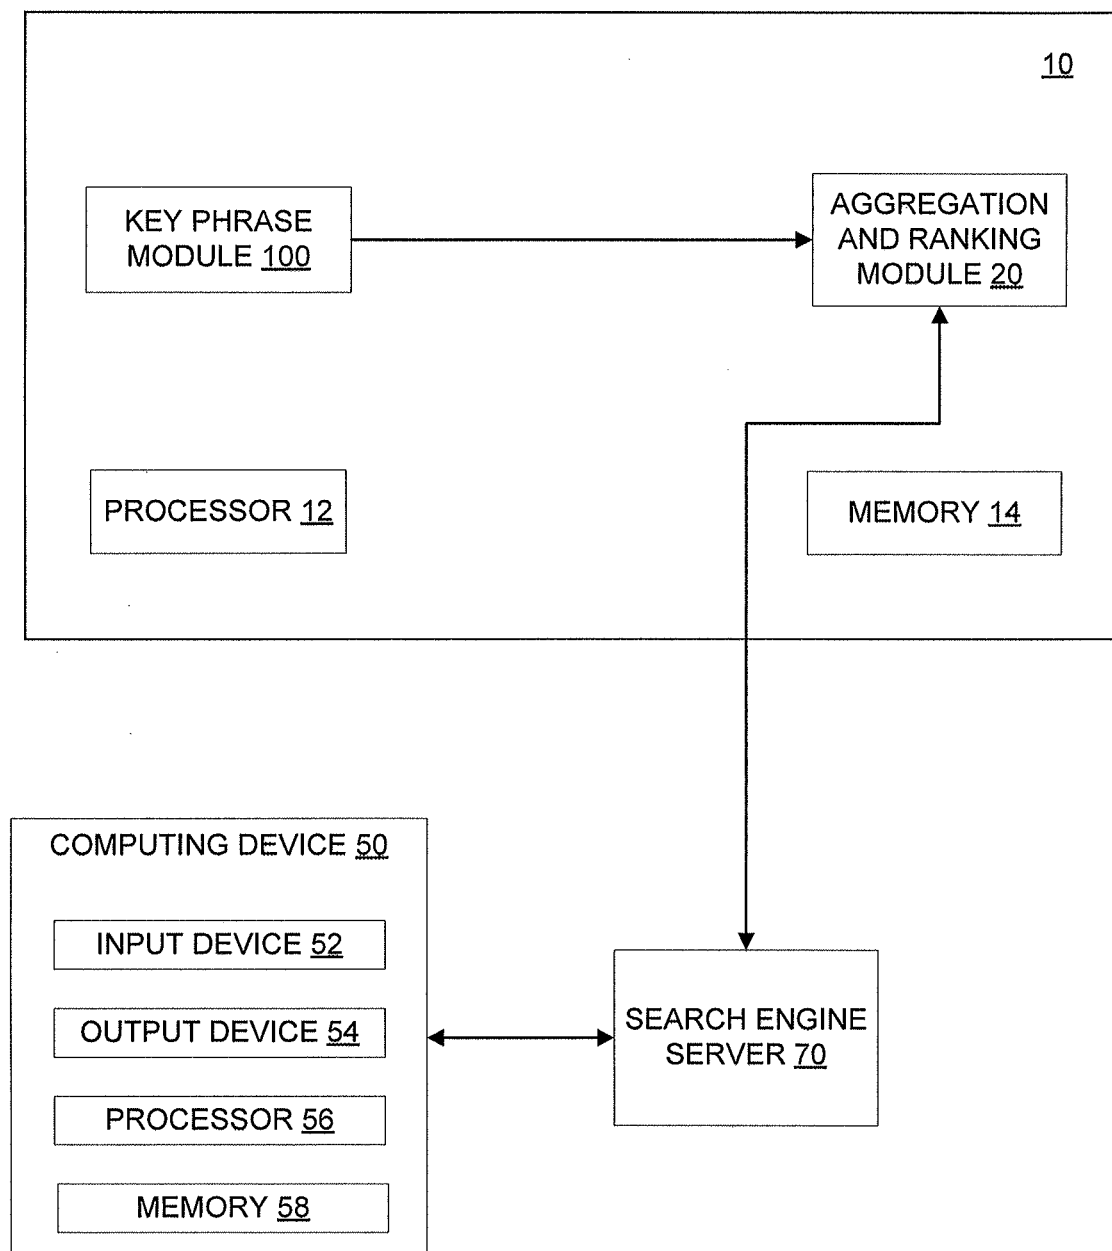 10
KEY PHRASE
MODULE 100
AGGREGATION
AND RANKING
MODULE 20
PROCESSOR 12
MEMORY 14
COMPUTING DEVICE 50
INPUT DEVICE 52
OUTPUT DEVICE 54
PROCESSOR 56
MEMORY 58
SEARCH ENGINE
SERVER 70